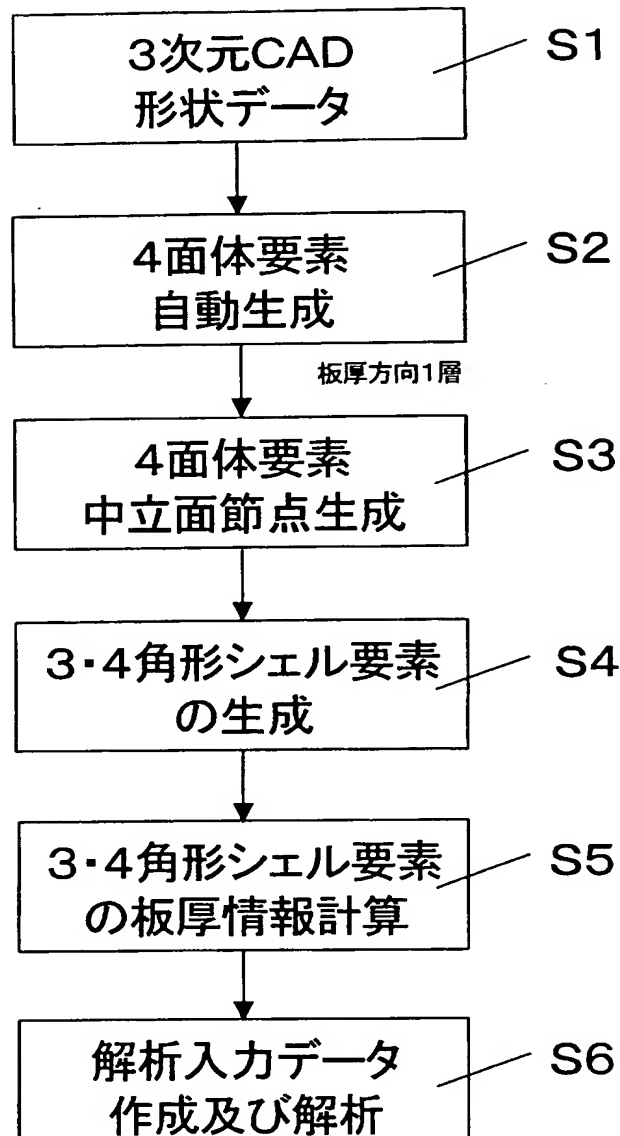 3次元CAD
形状データ
S1
4面体要素
自動生成
S2
板厚方向1層
4面体要素
中立面節点生成
S3
3・4角形シェル要素
の生成
S4
3・4角形シェル要素
の板厚情報計算
S5
解析入力データ
作成及び解析
S6